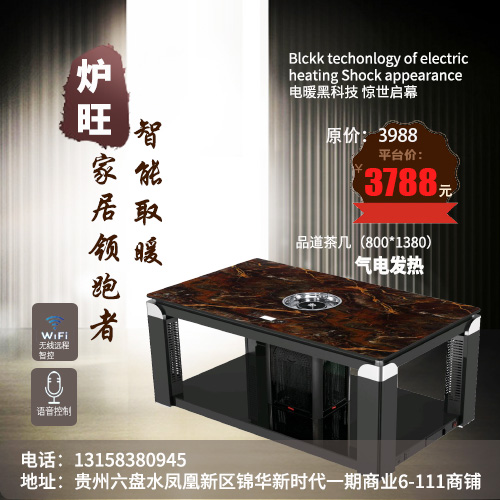 Blckk techonlogy of electric
heating Shock appearance
电暖黑科技 惊世启幕
炉旺
智能取暖
家居领跑者
原价：3988
平台价：
¥3788元
品道茶几（800*1380）
气电发热
WiFi
无线远程
智控
语音控制
电话：13158380945
地址：贵州六盘水凤凰新区锦华新时代一期商业6-111商铺